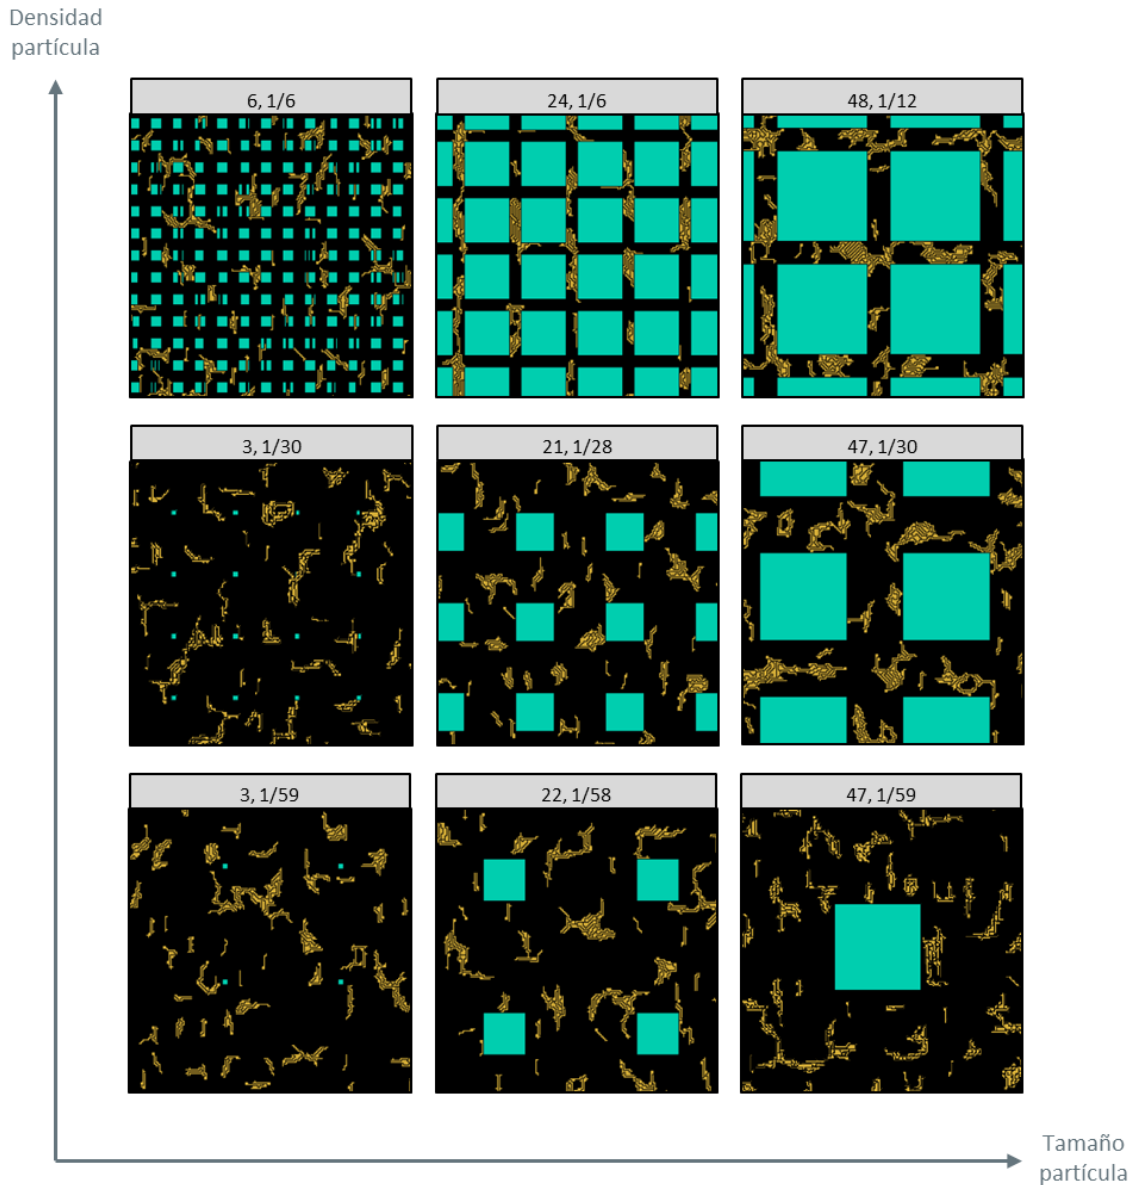 Densidad
partícula
6, 1/6
24, 1/6
48, 1/12
3, 1/30
21, 1/28
47, 1/30
3, 1/59
22, 1/58
47, 1/59
Tamaño
partícula